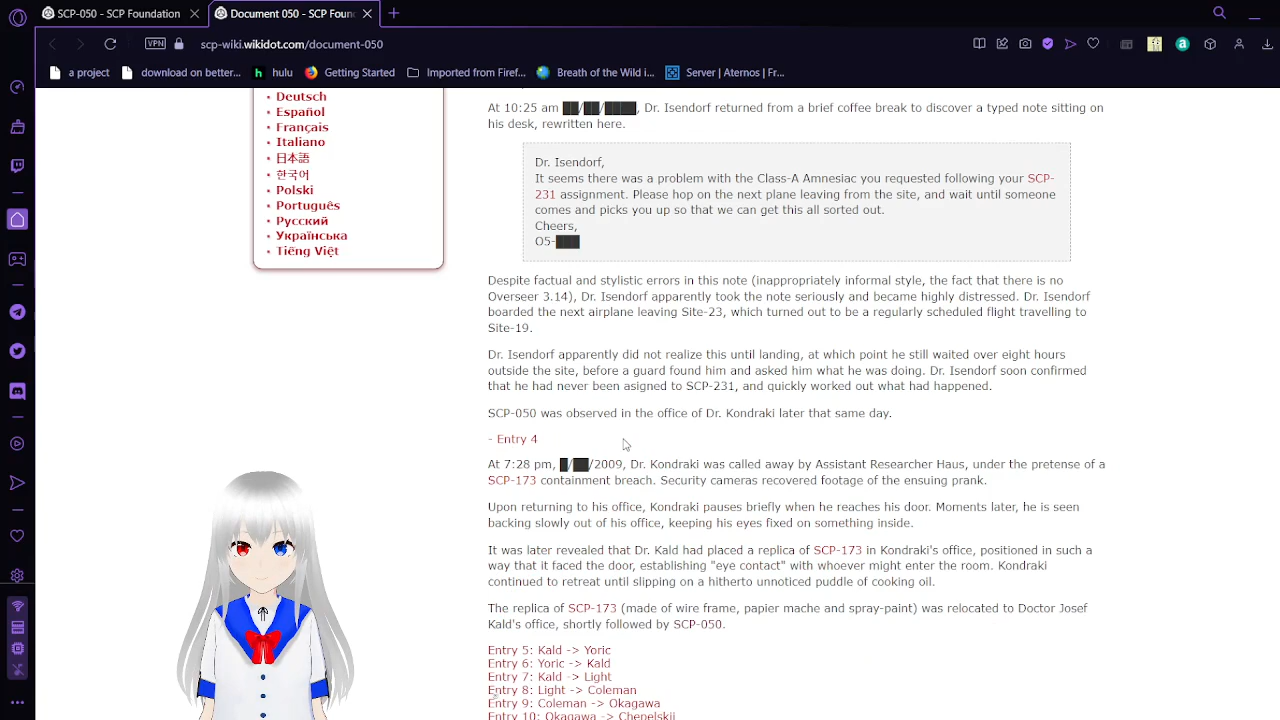 SCP-050 - SCP Foundation
Document 050 - SCP Foun
VPN
scp-wiki.wikidot.com/document-050
a project
download on better...
hulu
Getting Started
Imported from Firef...
Breath of the Wild i...
Server | Aternos | Fr...
Deutsch
Español
Français
Italiano
日本語
한국어
Polski
Português
Русский
Українська
Tiếng Việt
At 10:25 am ██/██/████, Dr. Isendorf returned from a brief coffee break to discover a typed note sitting on
his desk, rewritten here.
Dr. Isendorf,
It seems there was a problem with the Class-A Amnesiac you requested following your SCP-
231 assignment. Please hop on the next plane leaving from the site, and wait until someone
comes and picks you up so that we can get this all sorted out.
Cheers,
O5-███
Despite factual and stylistic errors in this note (inappropriately informal style, the fact that there is no
Overseer 3.14), Dr. Isendorf apparently took the note seriously and became highly distressed. Dr. Isendorf
boarded the next airplane leaving Site-23, which turned out to be a regularly scheduled flight travelling to
Site-19.
Dr. Isendorf apparently did not realize this until landing, at which point he still waited over eight hours
outside the site, before a guard found him and asked him what he was doing. Dr. Isendorf soon confirmed
that he had never been asigned to SCP-231, and quickly worked out what had happened.
SCP-050 was observed in the office of Dr. Kondraki later that same day.
- Entry 4
At 7:28 pm, █/██/2009, Dr. Kondraki was called away by Assistant Researcher Haus, under the pretense of a
SCP-173 containment breach. Security cameras recovered footage of the ensuing prank.
Upon returning to his office, Kondraki pauses briefly when he reaches his door. Moments later, he is seen
backing slowly out of his office, keeping his eyes fixed on something inside.
It was later revealed that Dr. Kald had placed a replica of SCP-173 in Kondraki's office, positioned in such a
way that it faced the door, establishing "eye contact" with whoever might enter the room. Kondraki
continued to retreat until slipping on a hitherto unnoticed puddle of cooking oil.
The replica of SCP-173 (made of wire frame, papier mache and spray-paint) was relocated to Doctor Josef
Kald's office, shortly followed by SCP-050.
Entry 5: Kald -> Yoric
Entry 6: Yoric -> Kald
Entry 7: Kald -> Light
Entry 8: Light -> Coleman
Entry 9: Coleman -> Okagawa
Entry 10: Okagawa -> Chepelskii